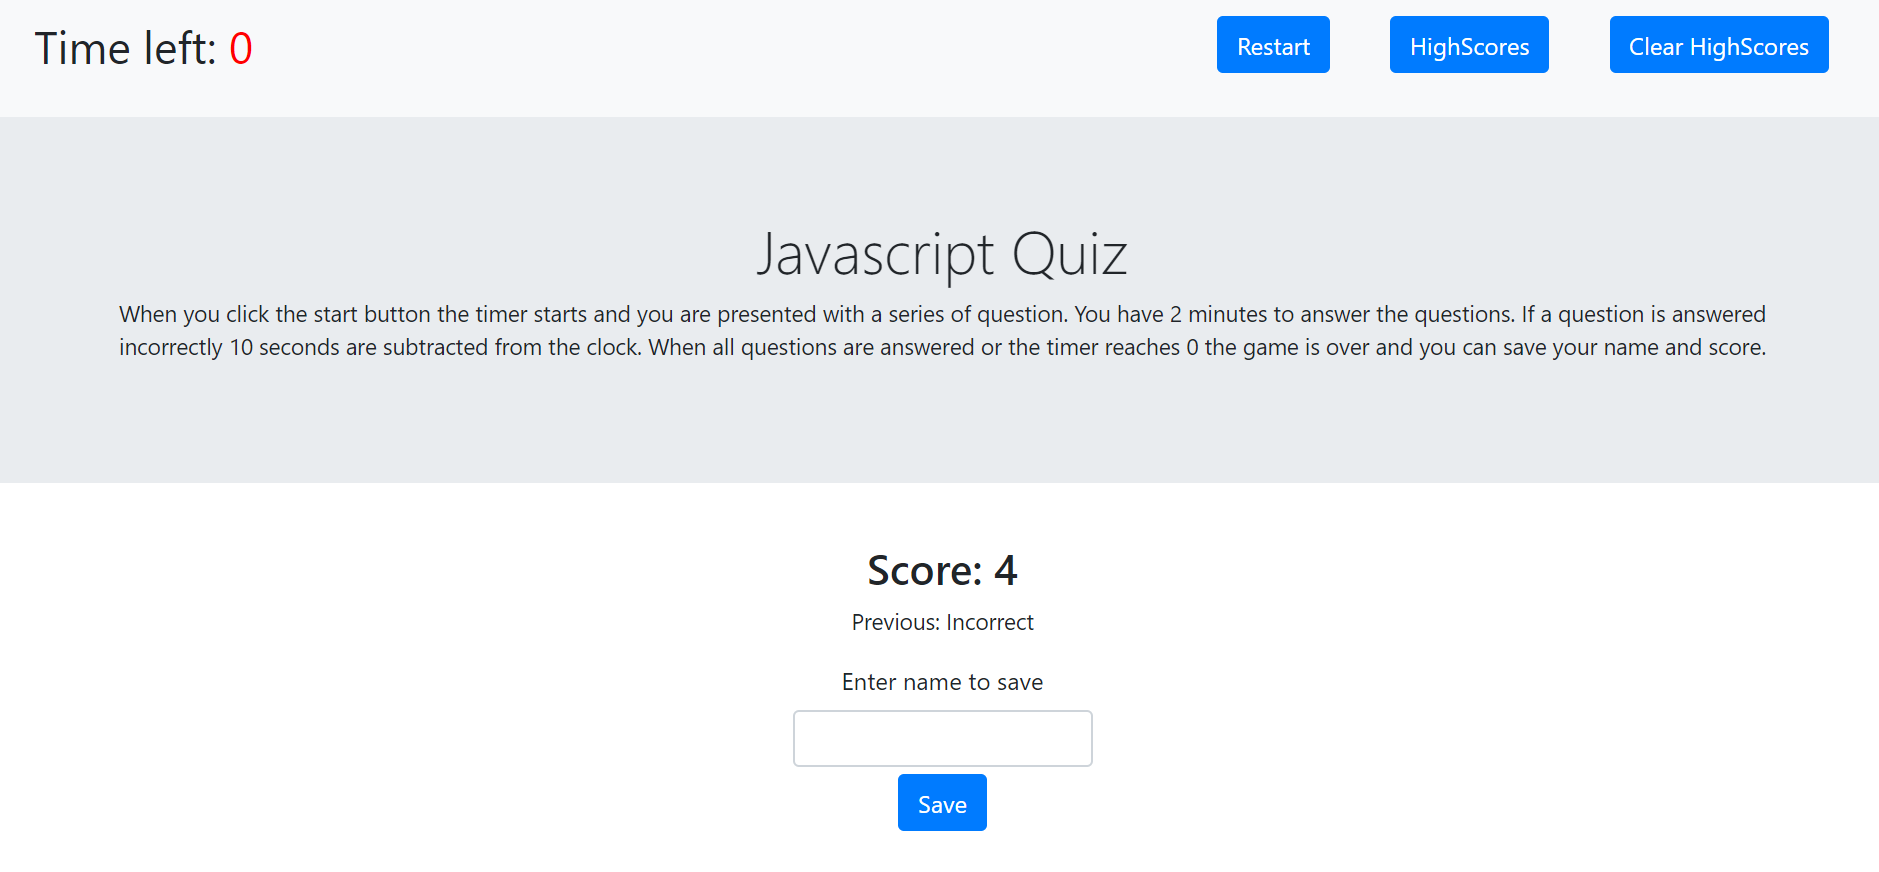 Time left: 0
Restart
HighScores
Clear HighScores
Javascript Quiz
When you click the start button the timer starts and you are presented with a series of question. You have 2 minutes to answer the questions. If a question is answered
incorrectly 10 seconds are subtracted from the clock. When all questions are answered or the timer reaches 0 the game is over and you can save your name and score.
Score: 4
Previous: Incorrect
Enter name to save
Save